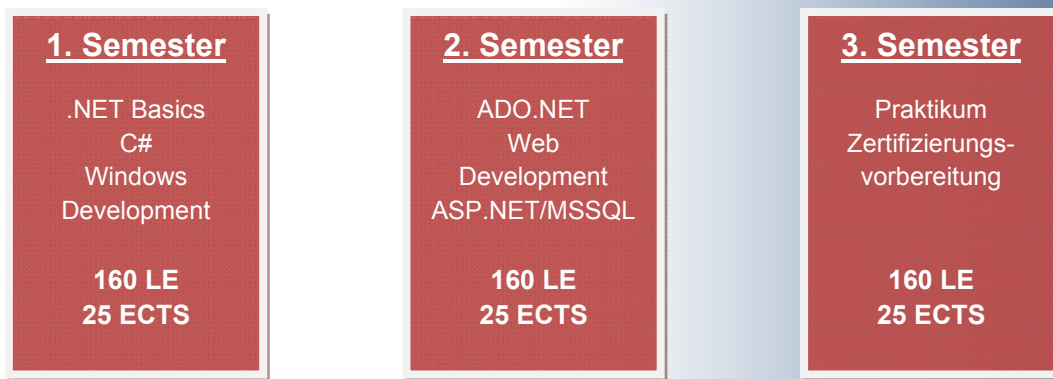 1. Semester
.NET Basics
C#
Windows
Development
160 LE
25 ECTS
2. Semester
ADO.NET
Web
Development
ASP.NET/MSSQL
160 LE
25 ECTS
3. Semester
Praktikum
Zertifizierungs-
vorbereitung
160 LE
25 ECTS